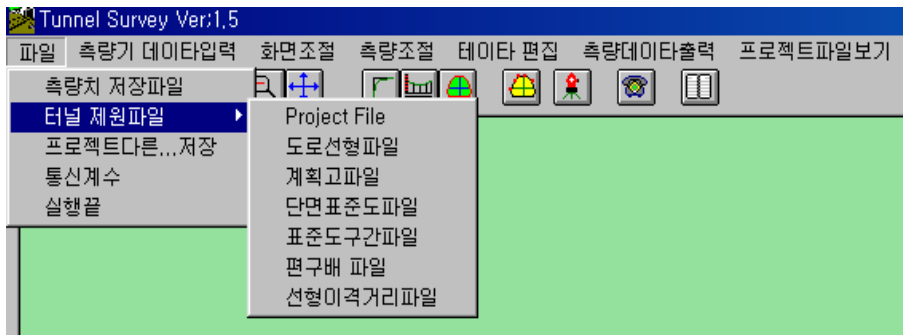 Tunnel Survey Ver;1,5
파일 측량기 데이타입력 화면조절 측량조절 테이타 편집 측량데이타출력 프로젝트파일보기
측량치 저장파일
터널 제원파일
프로젝트다른,,,저장
통신계수
실행끝
Project File
도로선형파일
계획고파일
단면표준도파일
표준도구간파일
편구배 파일
선형이격거리파일